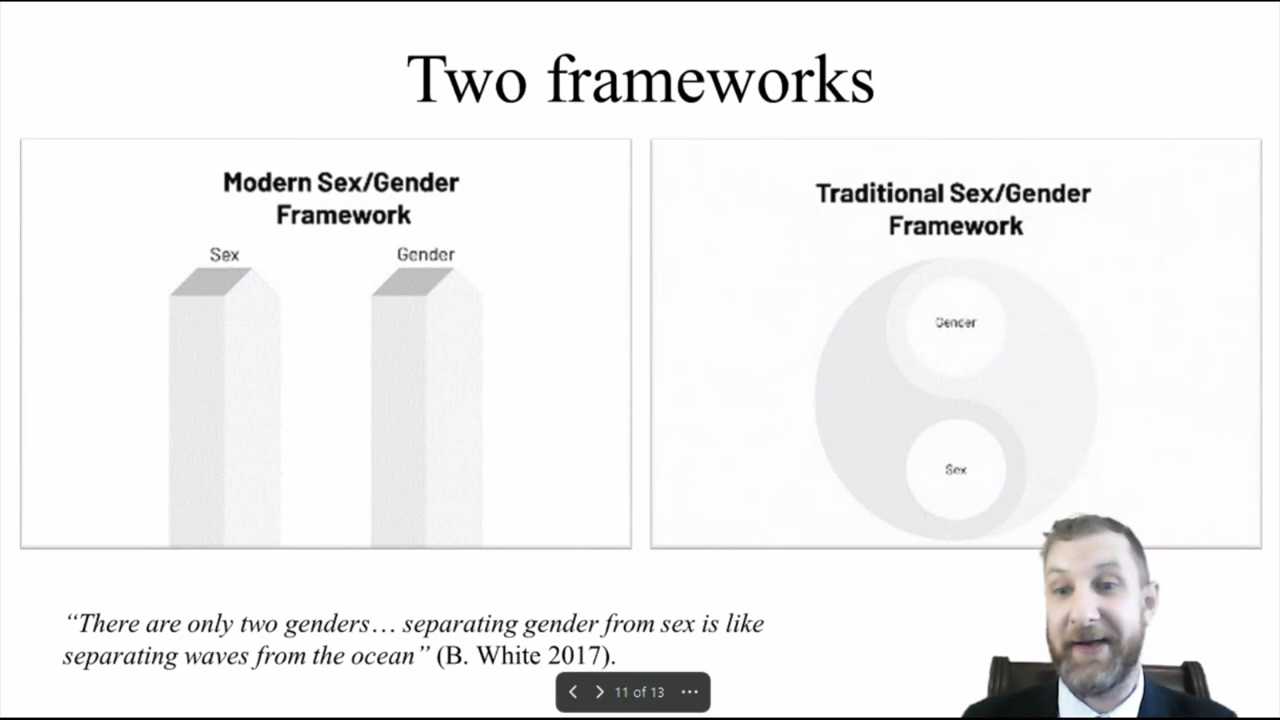 Two frameworks
Modern Sex/Gender
Framework
Sex
Gender
Traditional Sex/Gender
Framework
Gender
Sex
“There are only two genders… separating gender from sex is like
separating waves from the ocean” (B. White 2017).
11 of 13